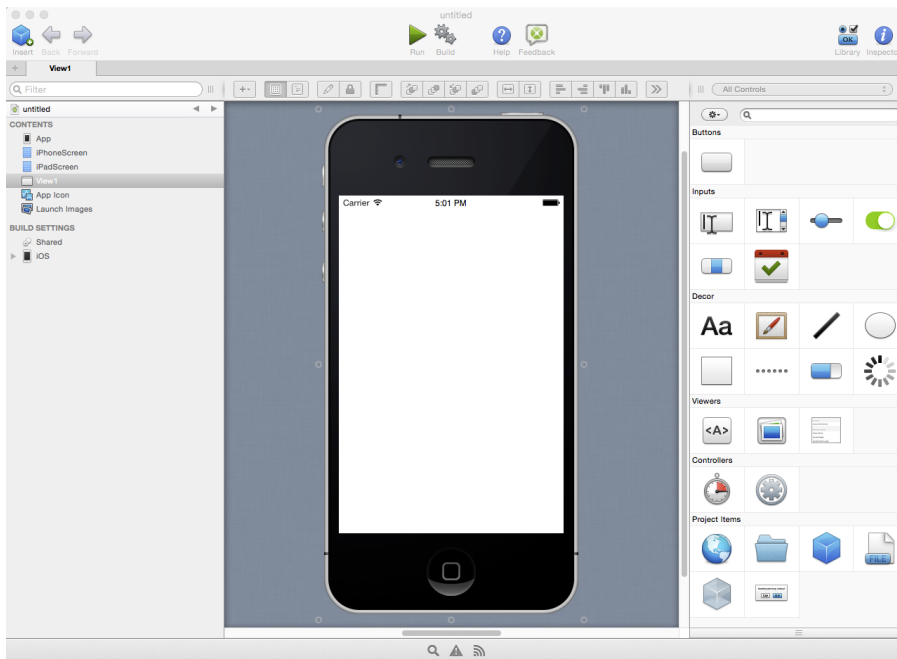 untitled
Insert Back Forward Run Build Help Feedback Library Inspecto
+ View1
Filter
All Controls
untitled
CONTENTS
App
iPhoneScreen
iPadScreen
View1
App Icon
Launch Images
BUILD SETTINGS
Shared
iOS
Carrier 5:01 PM
Buttons
Inputs
Decor
Aa
Viewers
<A>
Controllers
Project Items
FILE
OK